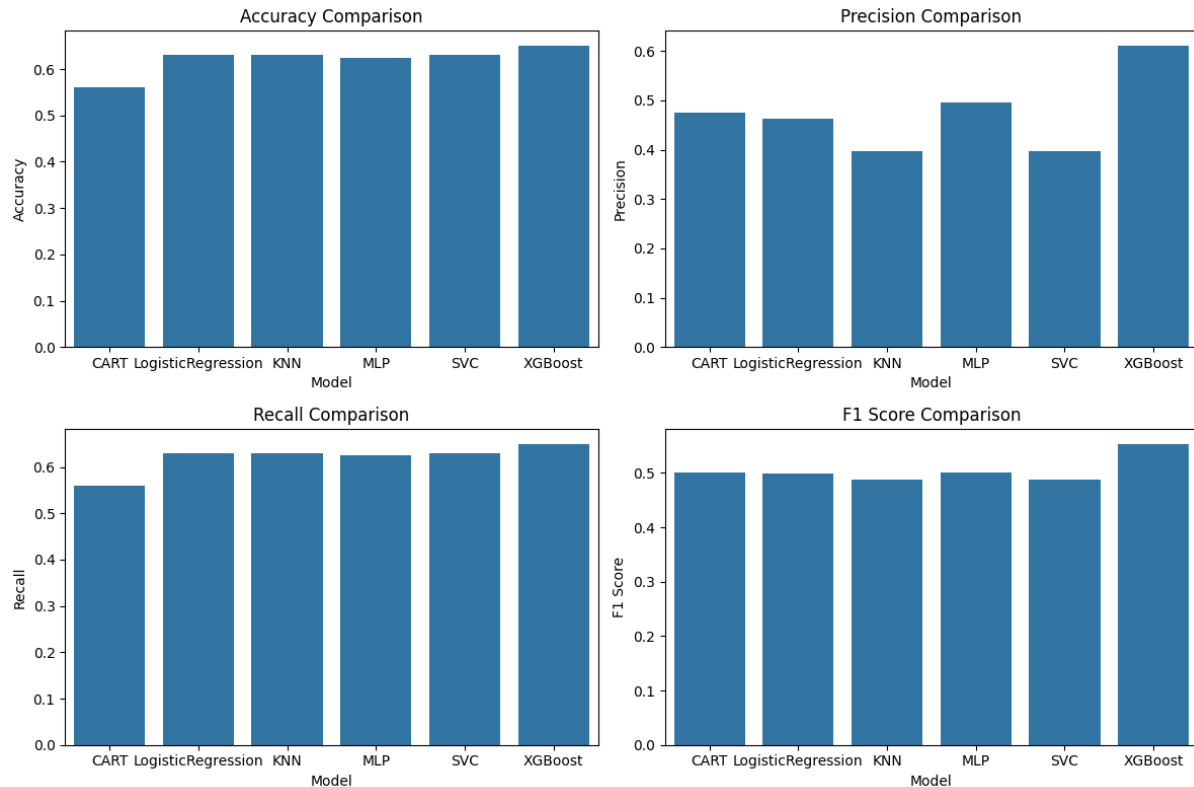 Accuracy Comparison
Accuracy
0.6
0.5
0.4
0.3
0.2
0.1
0.0
CART LogisticRegression KNN MLP SVC XGBoost
Model
Precision Comparison
Precision
0.6
0.5
0.4
0.3
0.2
0.1
0.0
CART LogisticRegression KNN MLP SVC XGBoost
Model
Recall Comparison
Recall
0.6
0.5
0.4
0.3
0.2
0.1
0.0
CART LogisticRegression KNN MLP SVC XGBoost
Model
F1 Score Comparison
F1 Score
0.5
0.4
0.3
0.2
0.1
0.0
CART LogisticRegression KNN MLP SVC XGBoost
Model